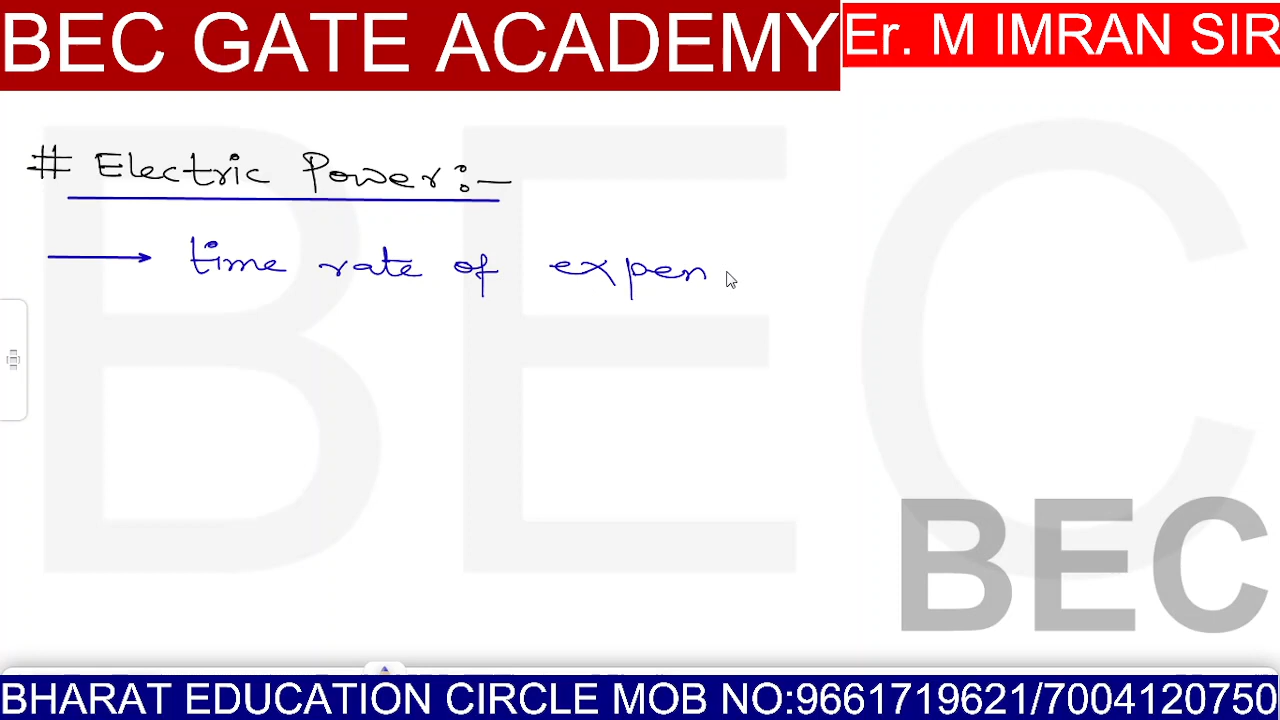 BEC GATE ACADEMY
Er. M IMRAN SIR
# Electric Power:-
→ time rate of expen
BEC
BEC
BHARAT EDUCATION CIRCLE MOB NO:9661719621/7004120750